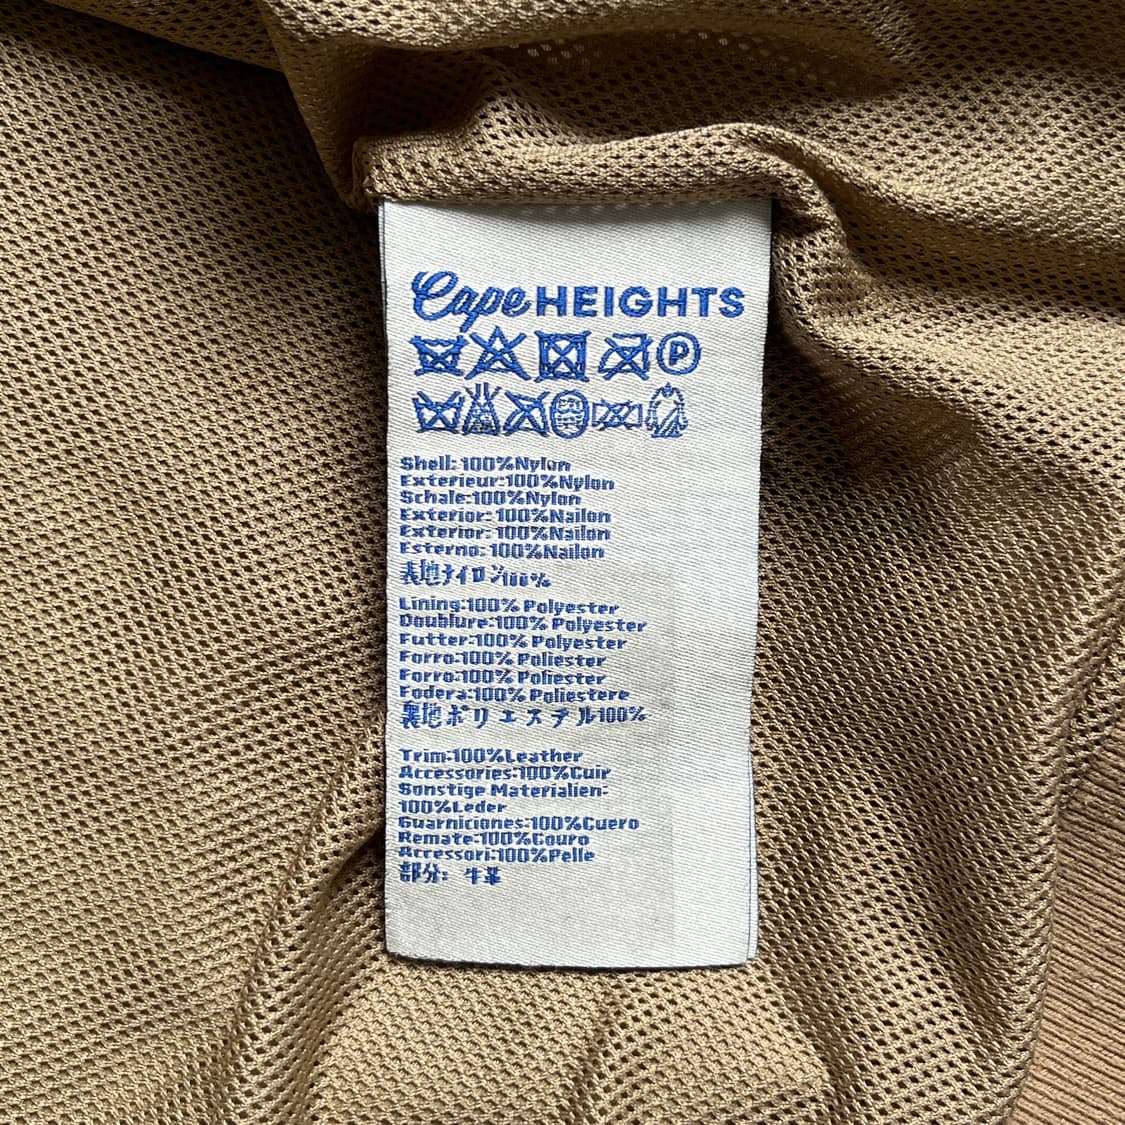 Cape HEIGHTS
P
Shell: 100%Nylon
Exterieur:100%Nylon
Schale:100%Nylon
Exterior: 100%Nailon
Exterior: 100%Nailon
Esterno: 100%Nailon
表地ナイロン100%
Lining:100% Polyester
Doublure:100% Polyester
Futter:100% Polyester
Forro:100% Poliester
Forro:100% Poliester
Fodera:100% Poliestere
裏地ポリエステル100%
Trim:100%Leather
Accessories:100%Cuir
Sonstige Materialien:
100%Leder
Guarniciones:100%Cuero
Remate:100%Couro
Accessori:100%Pelle
部分: 牛革